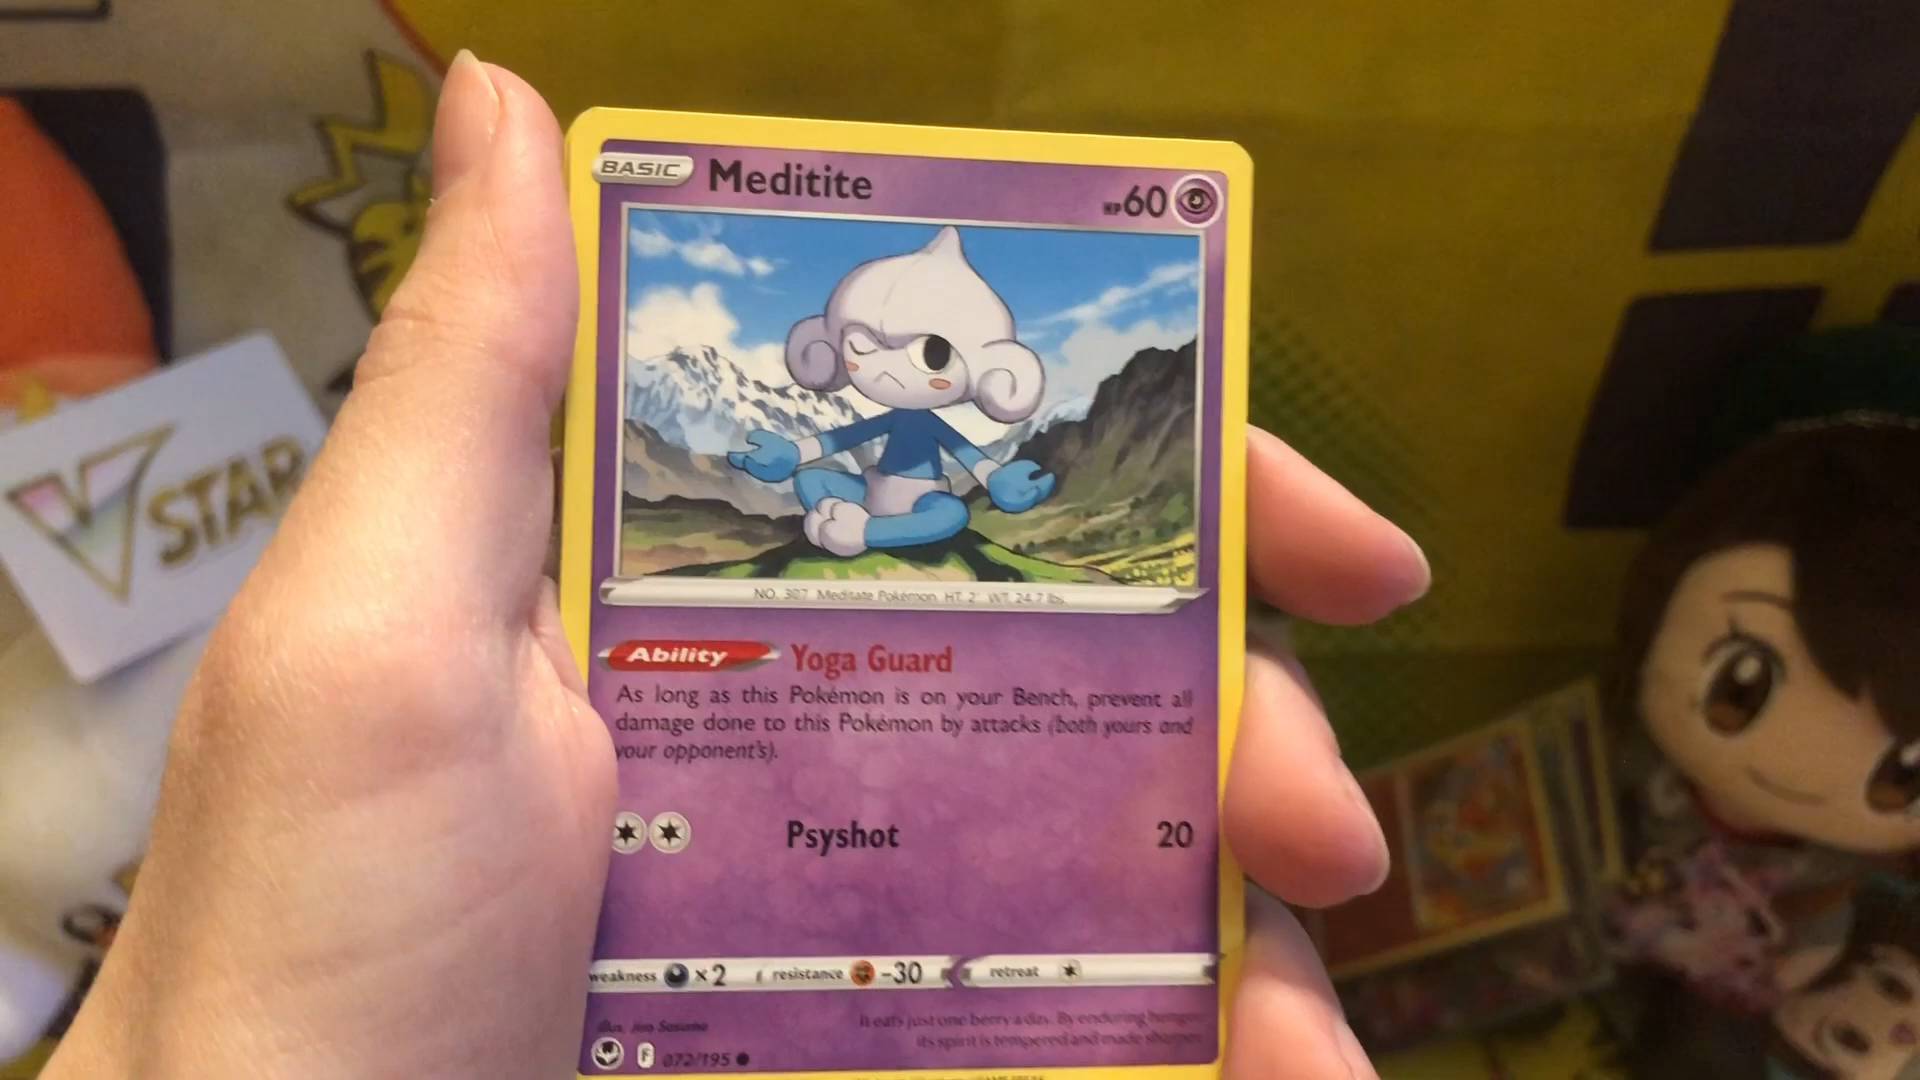 BASIC Meditite HP60
NO. 307 Meditate Pokémon HT. 2' WT. 24.7 lbs.
Ability Yoga Guard
As long as this Pokémon is on your Bench, prevent all
damage done to this Pokémon by attacks (both yours and
your opponent's).
Psyshot 20
weakness ×2 resistance -30 retreat
illus. Jiro Sasumo
It eats just one berry a day. By enduring hunger,
its spirit is tempered and made sharper.
F 072/195
V STAR